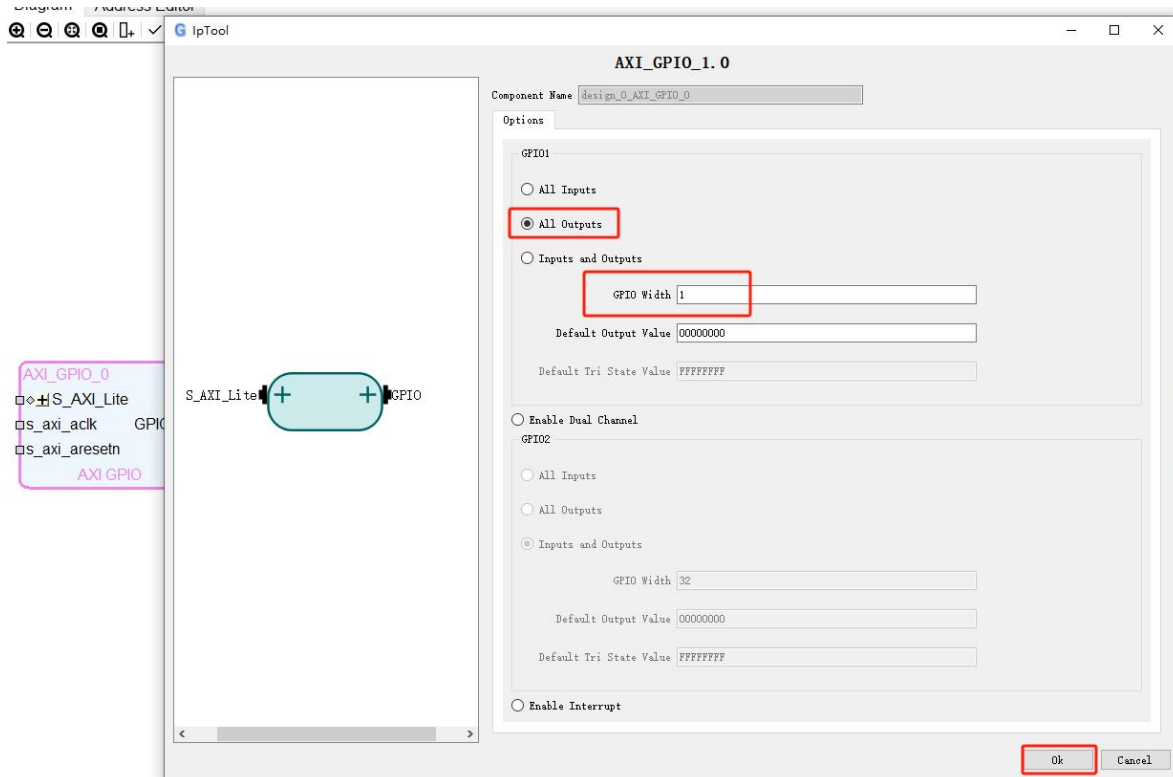 Diagram Address Editor
G IpTool
AXI_GPIO_1.0
Component Name design_0_AXI_GPIO_0
Options
GPIO1
All Inputs
All Outputs
Inputs and Outputs
GPIO Width 1
Default Output Value 00000000
Default Tri State Value FFFFFFFF
AXI_GPIO_0
S_AXI_Lite
s_axi_aclk GPIO
s_axi_aresetn
AXI GPIO
S_AXI_Lite GPIO
Enable Dual Channel
GPIO2
All Inputs
All Outputs
Inputs and Outputs
GPIO Width 32
Default Output Value 00000000
Default Tri State Value FFFFFFFF
Enable Interrupt
Ok Cancel